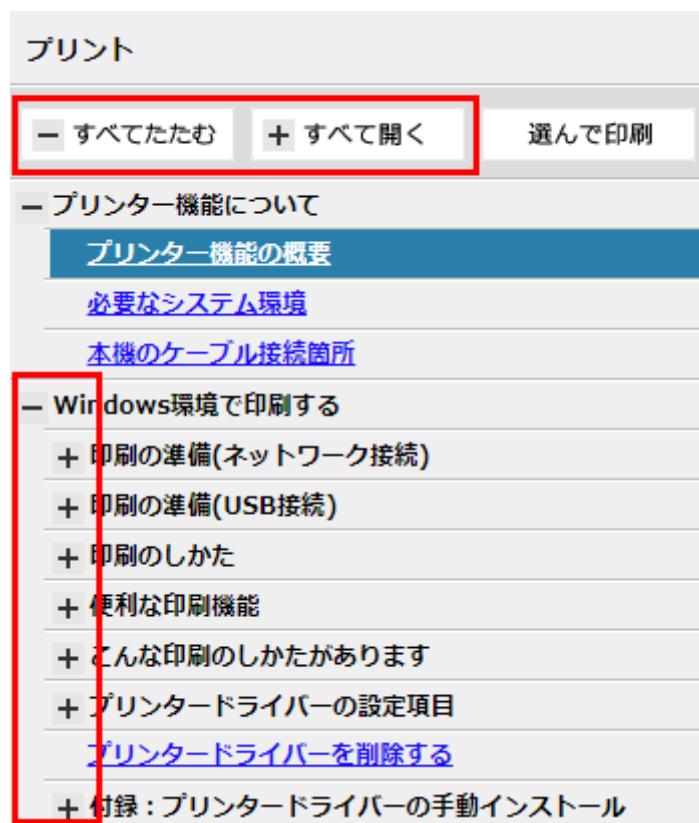 プリント
− すべてたたむ + すべて開く 選んで印刷
− プリンター機能について
プリンター機能の概要
必要なシステム環境
本機のケーブル接続箇所
− Windows環境で印刷する
+ 印刷の準備(ネットワーク接続)
+ 印刷の準備(USB接続)
+ 印刷のしかた
+ 便利な印刷機能
+ こんな印刷のしかたがあります
+ プリンタードライバーの設定項目
プリンタードライバーを削除する
+ 付録：プリンタードライバーの手動インストール